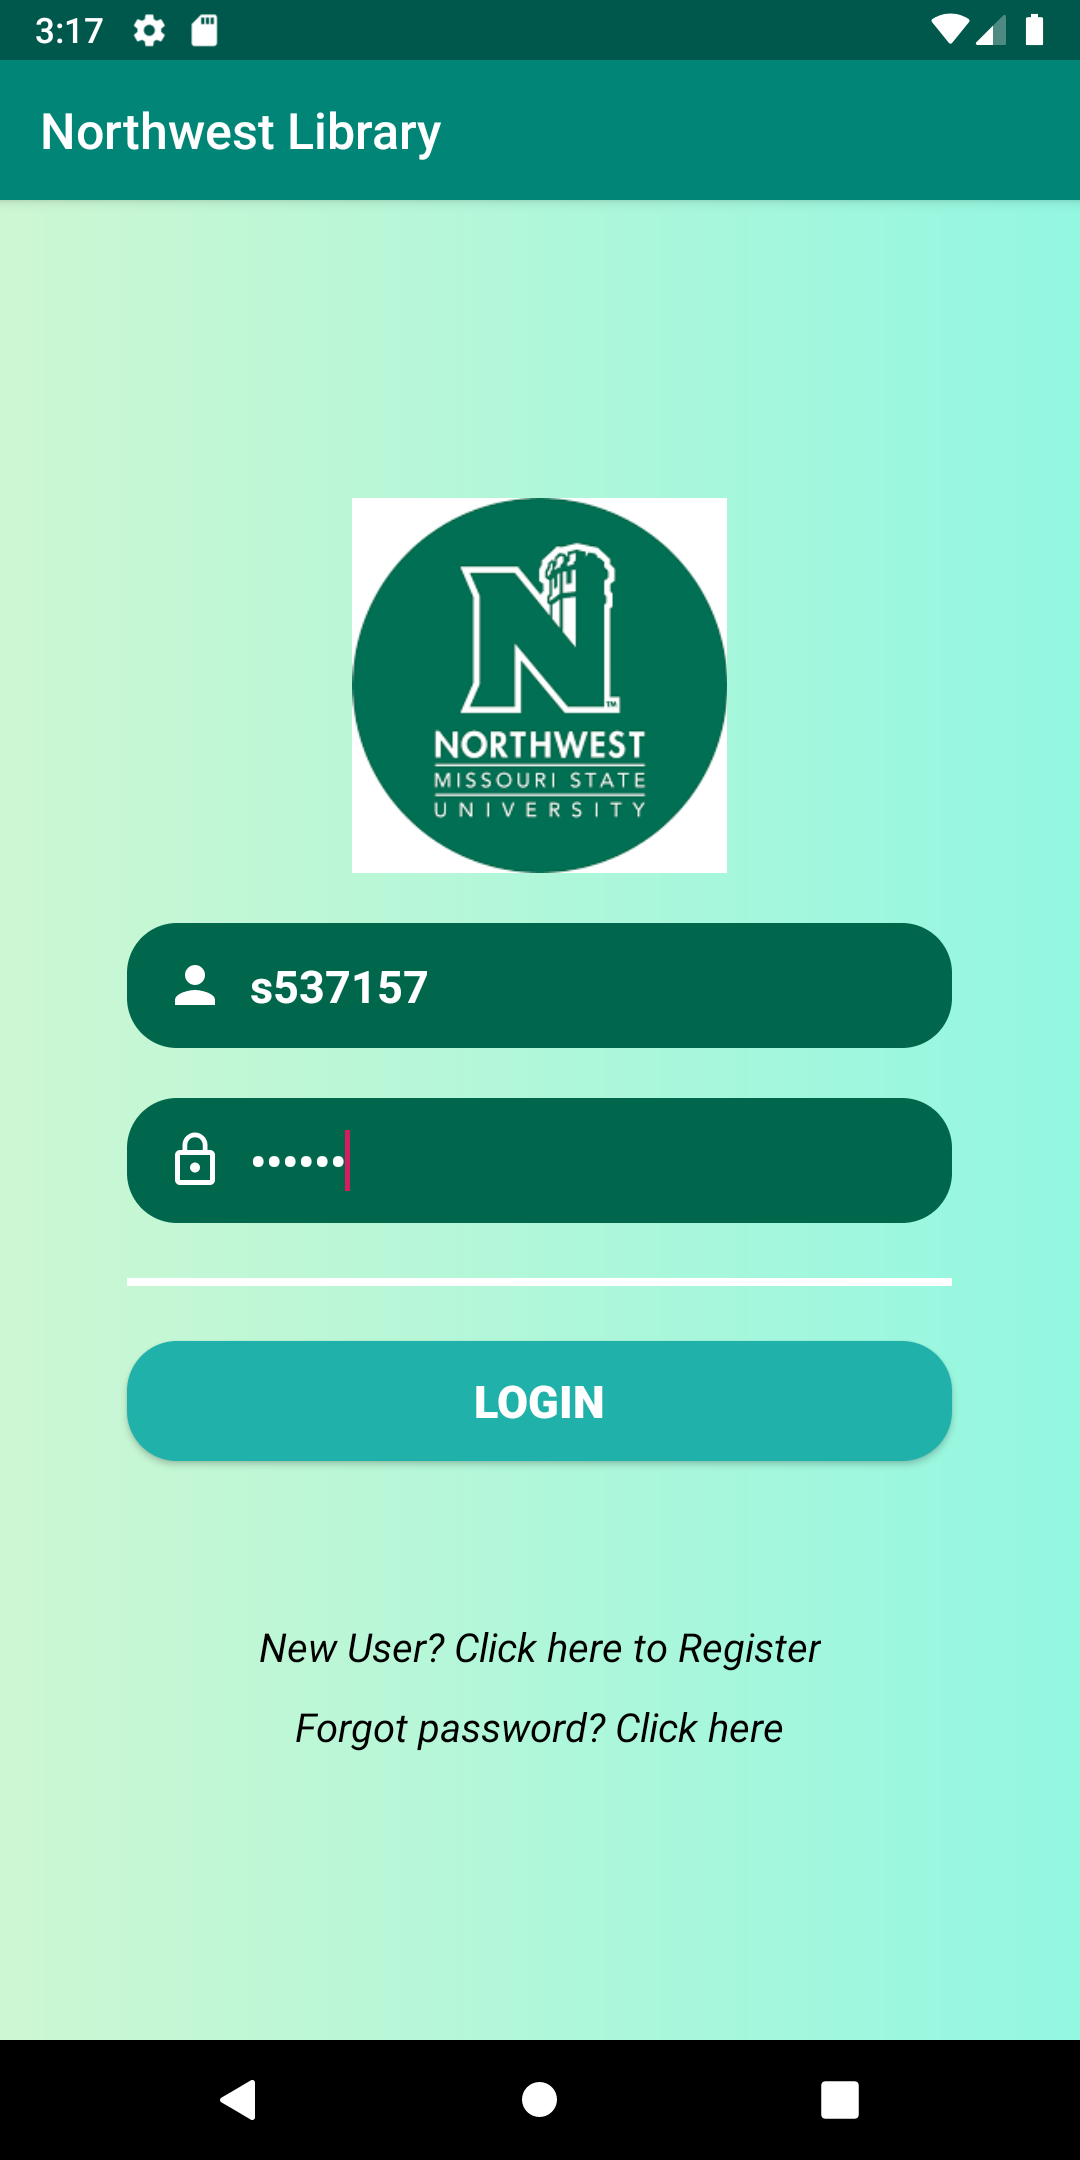 3:17
Northwest Library
N™
NORTHWEST
MISSOURI STATE
UNIVERSITY
s537157
••••••
LOGIN
New User? Click here to Register
Forgot password? Click here